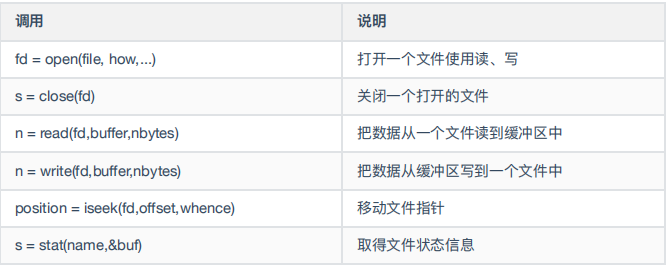 调用 说明
fd = open(file, how,...) 打开一个文件使用读、写
s = close(fd) 关闭一个打开的文件
n = read(fd,buffer,nbytes) 把数据从一个文件读到缓冲区中
n = write(fd,buffer,nbytes) 把数据从缓冲区写到一个文件中
position = iseek(fd,offset,whence) 移动文件指针
s = stat(name,&buf) 取得文件状态信息